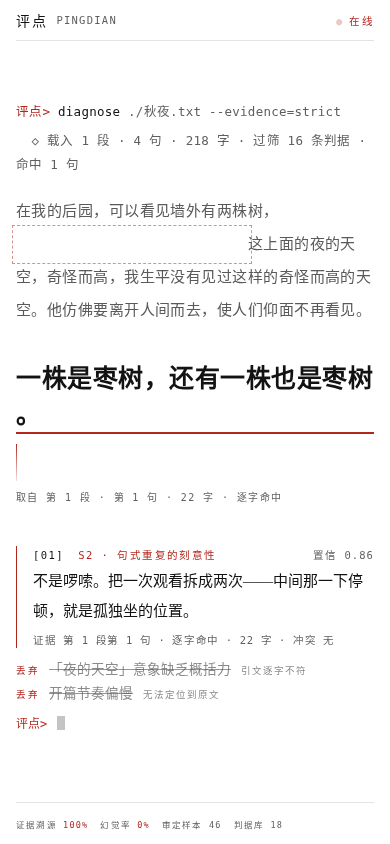 评点 PINGDIAN
在线
评点> diagnose ./秋夜.txt --evidence=strict
◇ 载入 1 段 · 4 句 · 218 字 · 过筛 16 条判据 ·
命中 1 句
在我的后园，可以看见墙外有两株树，
这上面的夜的天
空，奇怪而高，我生平没有见过这样的奇怪而高的天
空。他仿佛要离开人间而去，使人们仰面不再看见。
一株是枣树，还有一株也是枣树
。
取自 第 1 段 · 第 1 句 · 22 字 · 逐字命中
[01] S2 · 句式重复的刻意性 置信 0.86
不是啰嗦。把一次观看拆成两次——中间那一下停
顿，就是孤独坐的位置。
证据 第 1 段第 1 句 · 逐字命中 · 22 字 · 冲突 无
丢弃 「夜的天空」意象缺乏概括力 引文逐字不符
丢弃 开篇节奏偏慢 无法定位到原文
评点>
证据溯源 100% 幻觉率 0% 审定样本 46 判据库 18